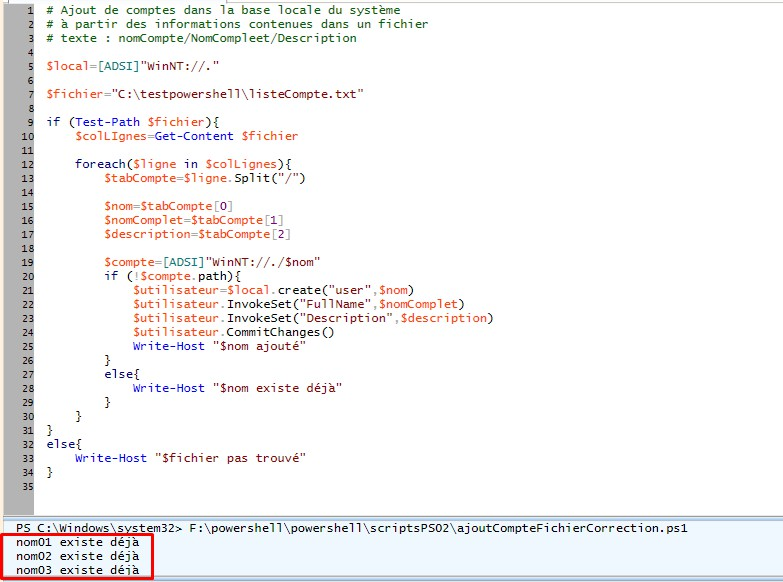 1 # Ajout de comptes dans la base locale du système
2 # à partir des informations contenues dans un fichier
3 # texte : nomCompte/NomCompleet/Description
4
5 $local=[ADSI]"WinNT://."
6
7 $fichier="C:\testpowershell\listeCompte.txt"
8
9 if (Test-Path $fichier){
10 $colLIgnes=Get-Content $fichier
11
12 foreach($ligne in $colLignes){
13 $tabCompte=$ligne.Split("/")
14
15 $nom=$tabCompte[0]
16 $nomComplet=$tabCompte[1]
17 $description=$tabCompte[2]
18
19 $compte=[ADSI]"WinNT://./$nom"
20 if (!$compte.path){
21 $utilisateur=$local.create("user",$nom)
22 $utilisateur.InvokeSet("FullName",$nomComplet)
23 $utilisateur.InvokeSet("Description",$description)
24 $utilisateur.CommitChanges()
25 Write-Host "$nom ajouté"
26 }
27 else{
28 Write-Host "$nom existe déjà"
29 }
30 }
31 }
32 else{
33 Write-Host "$fichier pas trouvé"
34 }
35
PS C:\Windows\system32> F:\powershell\powershell\scriptsPS02\ajoutCompteFichierCorrection.ps1
nom01 existe déjà
nom02 existe déjà
nom03 existe déjà